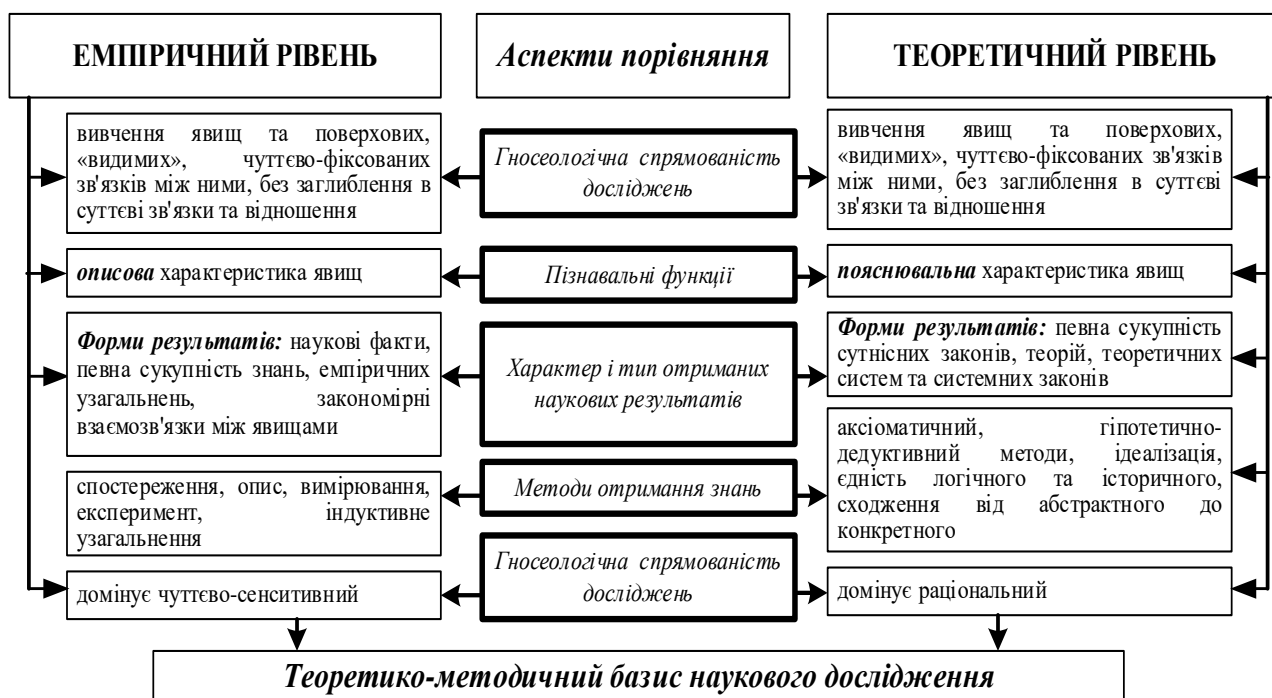 ЕМПІРИЧНИЙ РІВЕНЬ
Аспекти порівняння
ТЕОРЕТИЧНИЙ РІВЕНЬ
вивчення явищ та поверхових,
«видимих», чуттєво-фіксованих
зв'язків між ними, без заглиблення в
суттєві зв'язки та відношення
Гносеологічна спрямованість
досліджень
вивчення явищ та поверхових,
«видимих», чуттєво-фіксованих зв'язків
між ними, без заглиблення в суттєві
зв'язки та відношення
описова характеристика явищ
Пізнавальні функції
пояснювальна характеристика явищ
Форми результатів: наукові факти,
певна сукупність знань, емпіричних
узагальнень, закономірні
взаємозв'язки між явищами
Характер і тип отриманих
наукових результатів
Форми результатів: певна сукупність
сутнісних законів, теорій, теоретичних
систем та системних законів
спостереження, опис, вимірювання,
експеримент, індуктивне
узагальнення
Методи отримання знань
аксіоматичний, гіпотетично-
дедуктивний методи, ідеалізація,
єдність логічного та історичного,
сходження від абстрактного до
конкретного
домінує чуттєво-сенситивний
Гносеологічна спрямованість
досліджень
домінує раціональний
Теоретико-методичний базис наукового дослідження